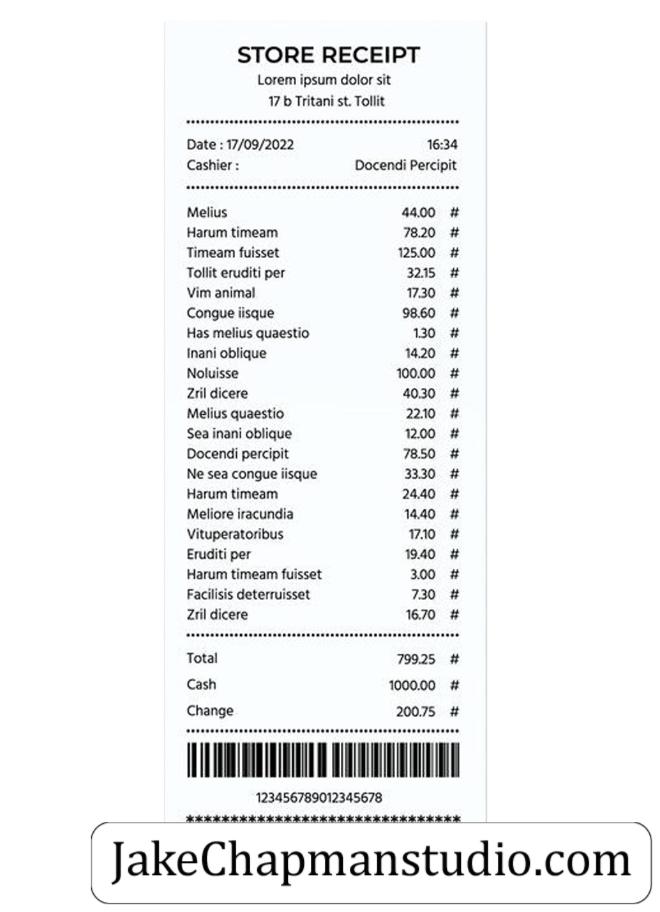 STORE RECEIPT
Lorem ipsum dolor sit
17 b Tritani st. Tollit
Date : 17/09/2022 16:34
Cashier : Docendi Percipit
Melius 44.00 #
Harum timeam 78.20 #
Timeam fuisset 125.00 #
Tollit eruditi per 32.15 #
Vim animal 17.30 #
Congue iisque 98.60 #
Has melius quaestio 1.30 #
Inani oblique 14.20 #
Noluisse 100.00 #
Zril dicere 40.30 #
Melius quaestio 22.10 #
Sea inani oblique 12.00 #
Docendi percipit 78.50 #
Ne sea congue iisque 33.30 #
Harum timeam 24.40 #
Meliore iracundia 14.40 #
Vituperatoribus 17.10 #
Eruditi per 19.40 #
Harum timeam fuisset 3.00 #
Facilisis deterruisset 7.30 #
Zril dicere 16.70 #
Total 799.25 #
Cash 1000.00 #
Change 200.75 #
123456789012345678
*******************************
JakeChapmanstudio.com